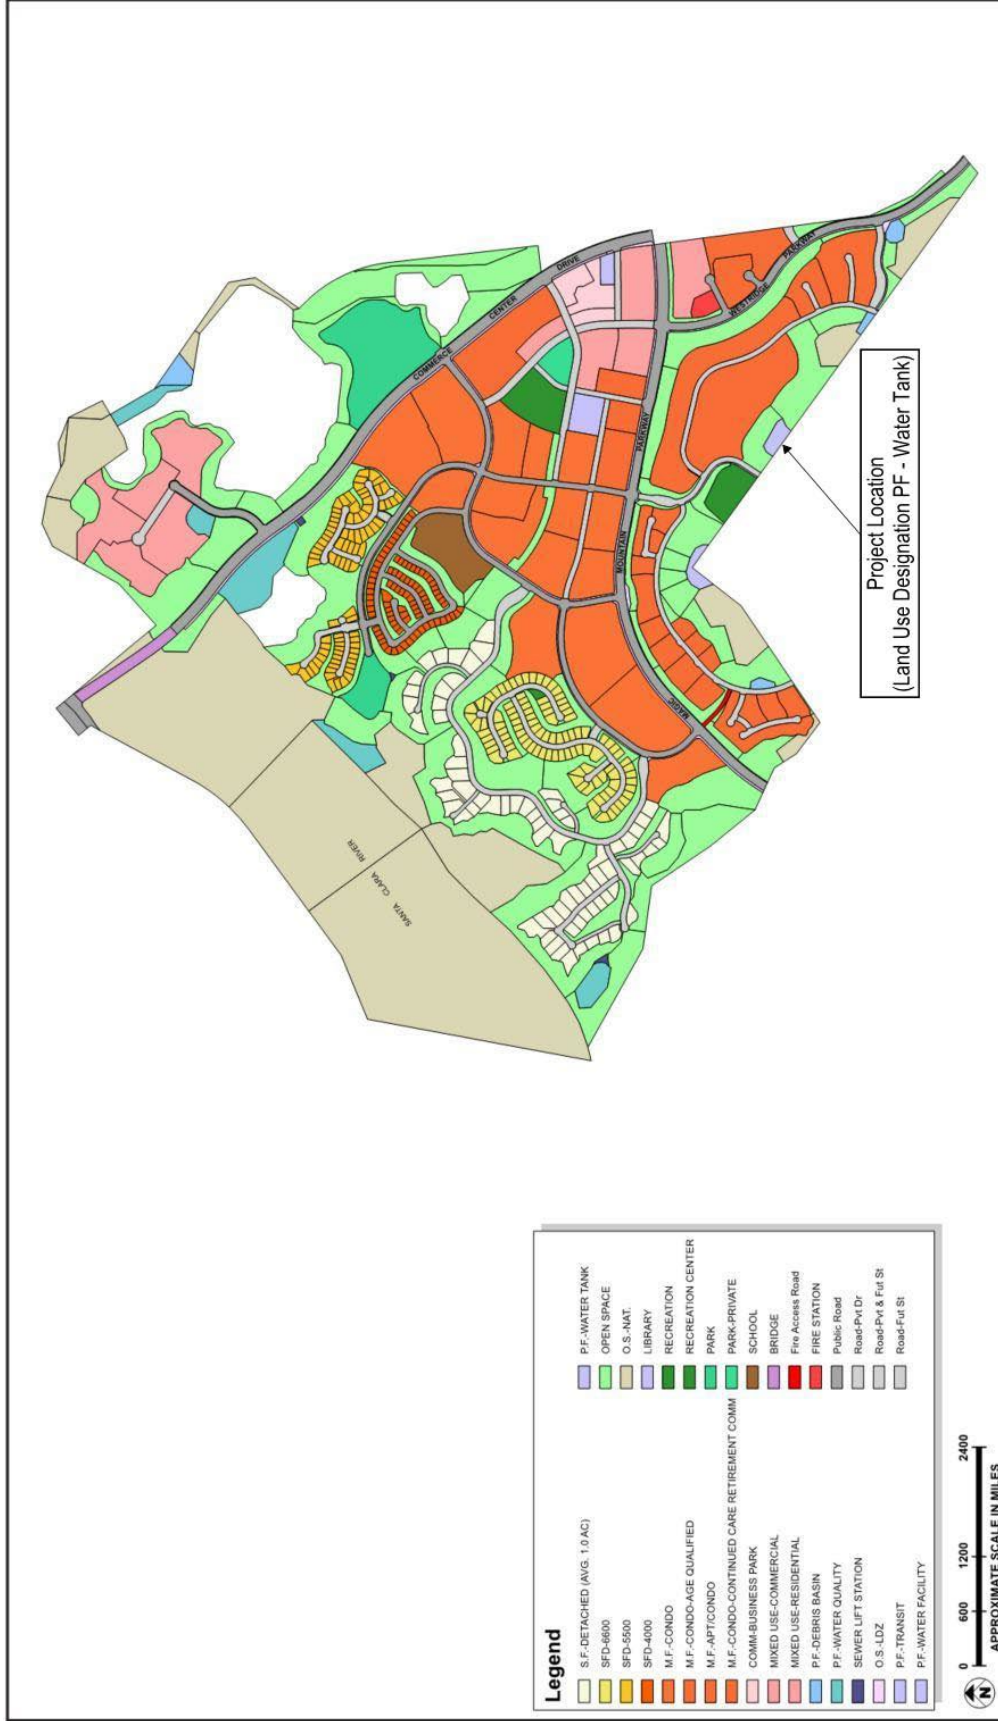 COMMERCE
CENTER
DRIVE
WESTRIDGE
PARKWAY
MAGIC
MOUNTAIN
PARKWAY
SANTA CLARA
RIVER
Project Location
(Land Use Designation PF - Water Tank)
Legend
S.F.-DETACHED (AVG. 1.0 AC)
SFD-6600
SFD-5500
SFD-4000
M.F.-CONDO
M.F.-CONDO-AGE QUALIFIED
M.F.-APT/CONDO
M.F.-CONDO-CONTINUED CARE RETIREMENT COMM
COMM-BUSINESS PARK
MIXED USE-COMMERCIAL
MIXED USE-RESIDENTIAL
P.F.-DEBRIS BASIN
P.F.-WATER QUALITY
SEWER LIFT STATION
O.S.-LDZ
P.F.-TRANSIT
P.F.-WATER FACILITY
P.F.-WATER TANK
OPEN SPACE
O.S.-NAT.
LIBRARY
RECREATION
RECREATION CENTER
PARK
PARK-PRIVATE
SCHOOL
BRIDGE
Fire Access Road
FIRE STATION
Public Road
Road-Pvt Dr
Road-Pvt & Fut St
Road-Fut St
N
0 600 1200 2400
APPROXIMATE SCALE IN MILES